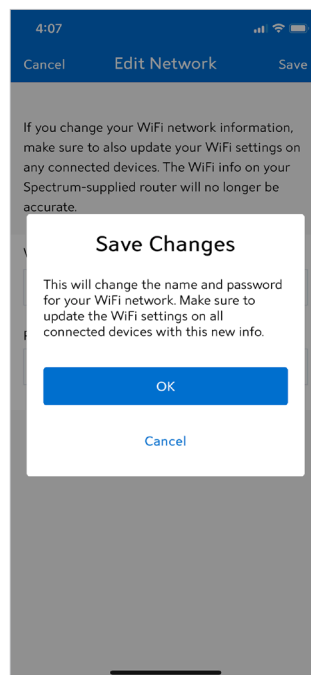 4:07
Cancel Edit Network Save
If you change your WiFi network information,
make sure to also update your WiFi settings on
any connected devices. The WiFi info on your
Spectrum-supplied router will no longer be
accurate.
Save Changes
This will change the name and password
for your WiFi network. Make sure to
update the WiFi settings on all
connected devices with this new info.
OK
Cancel